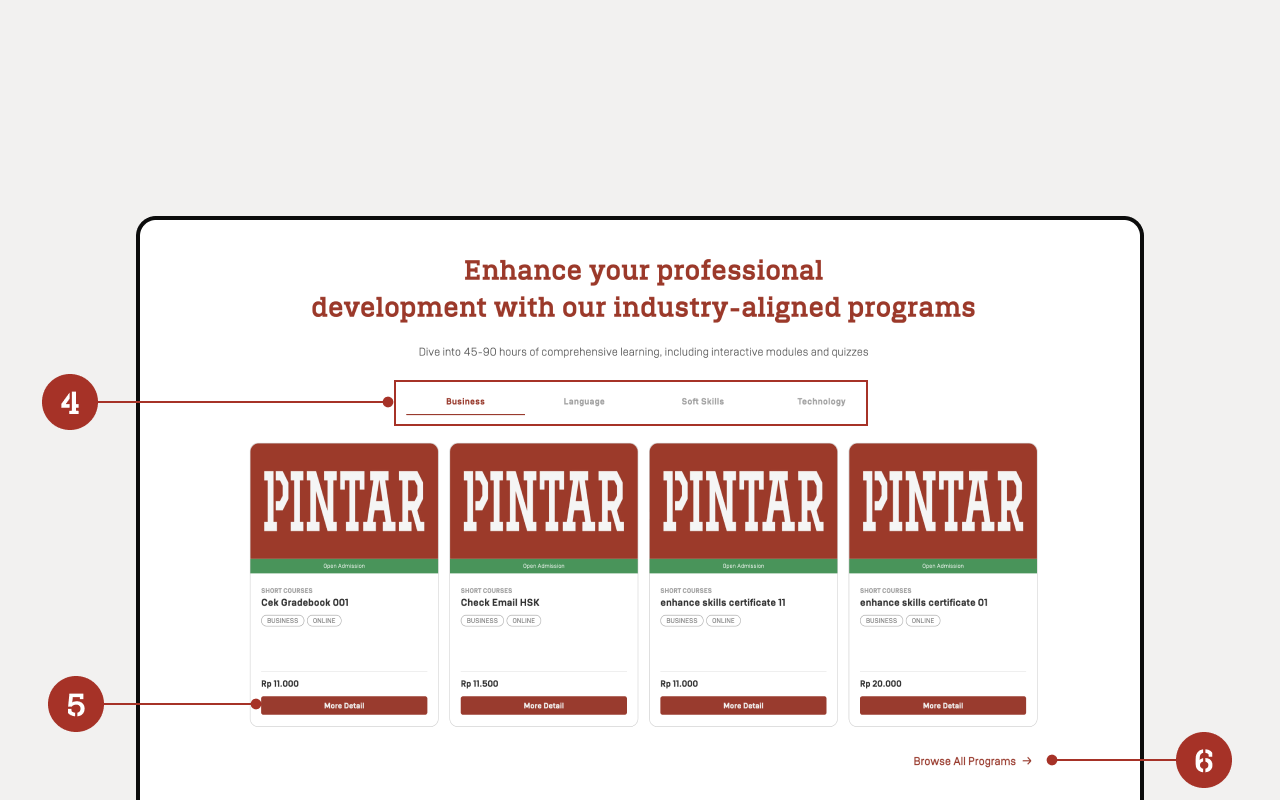 Enhance your professional
development with our industry-aligned programs
Dive into 45-90 hours of comprehensive learning, including interactive modules and quizzes
4
Business Language Soft Skills Technology
PINTAR PINTAR PINTAR PINTAR
Open Admission Open Admission Open Admission Open Admission
SHORT COURSES SHORT COURSES SHORT COURSES SHORT COURSES
Cek Gradebook 001 Check Email HSK enhance skills certificate 11 enhance skills certificate 01
BUSINESS ONLINE BUSINESS ONLINE BUSINESS ONLINE BUSINESS ONLINE
Rp 11.000 Rp 11.500 Rp 11.000 Rp 20.000
5
More Detail More Detail More Detail More Detail
Browse All Programs →
6